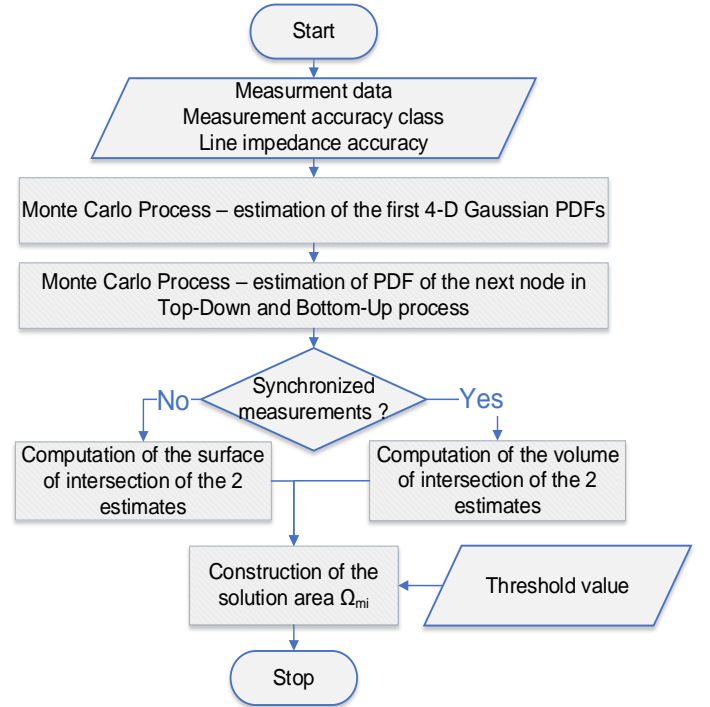 Start
Measurment data
Measurement accuracy class
Line impedance accuracy
Monte Carlo Process – estimation of the first 4-D Gaussian PDFs
Monte Carlo Process – estimation of PDF of the next node in
Top-Down and Bottom-Up process
Synchronized
measurements ?
No
Yes
Computation of the surface
of intersection of the 2
estimates
Computation of the volume
of intersection of the 2
estimates
Construction of the
solution area Ωmi
Threshold value
Stop